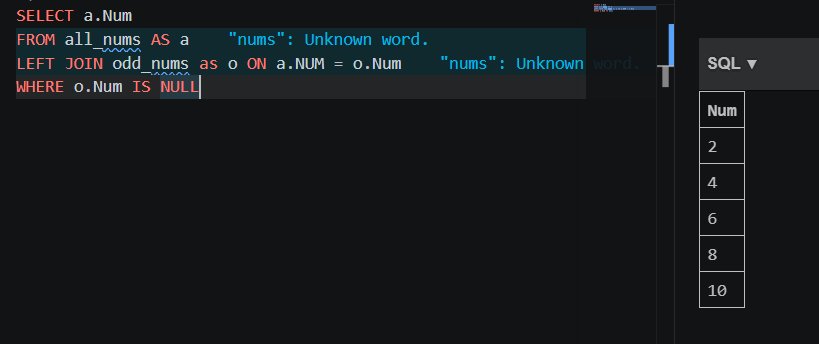 SELECT a.Num
FROM all_nums AS a    "nums": Unknown word.
LEFT JOIN odd_nums as o ON a.NUM = o.Num    "nums": Unknown word.
WHERE o.Num IS NULL
SQL ▼
Num
2
4
6
8
10